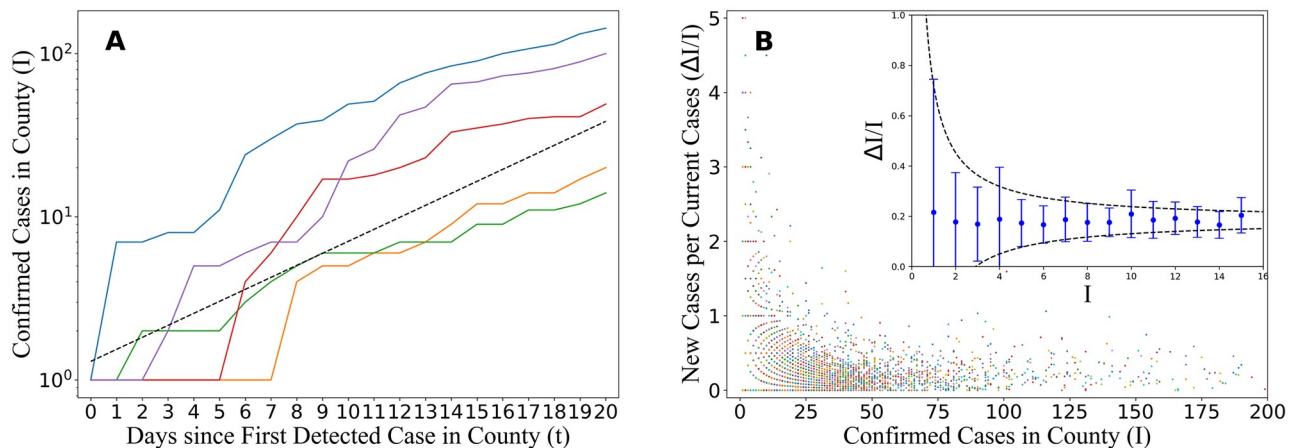 A
Confirmed Cases in County (I)
10²
10¹
10⁰
0 1 2 3 4 5 6 7 8 9 10 11 12 13 14 15 16 17 18 19 20
Days since First Detected Case in County (t)
B
New Cases per Current Cases (ΔI/I)
5
4
3
2
1
0
0 25 50 75 100 125 150 175 200
Confirmed Cases in County (I)
ΔI/I
1.0
0.8
0.6
0.4
0.2
0.0
0 2 4 6 8 10 12 14 16
I